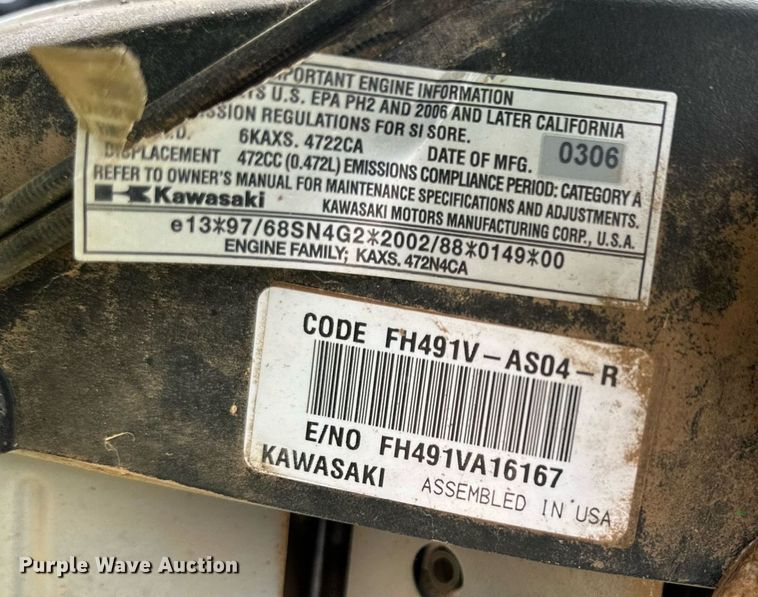 PORTANT ENGINE INFORMATION
U.S. EPA PH2 AND 2006 AND LATER CALIFORNIA
SSION REGULATIONS FOR SI SORE.
6KAXS. 4722CA DATE OF MFG. 0306
DISPLACEMENT 472CC (0.472L) EMISSIONS COMPLIANCE PERIOD: CATEGORY A
REFER TO OWNER'S MANUAL FOR MAINTENANCE SPECIFICATIONS AND ADJUSTMENTS.
Kawasaki KAWASAKI MOTORS MANUFACTURING CORP., U.S.A.
e13*97/68SN4G2*2002/88*0149*00
ENGINE FAMILY; KAXS. 472N4CA
CODE FH491V-AS04-R
E/NO FH491VA16167
KAWASAKI ASSEMBLED IN USA
Purple Wave Auction